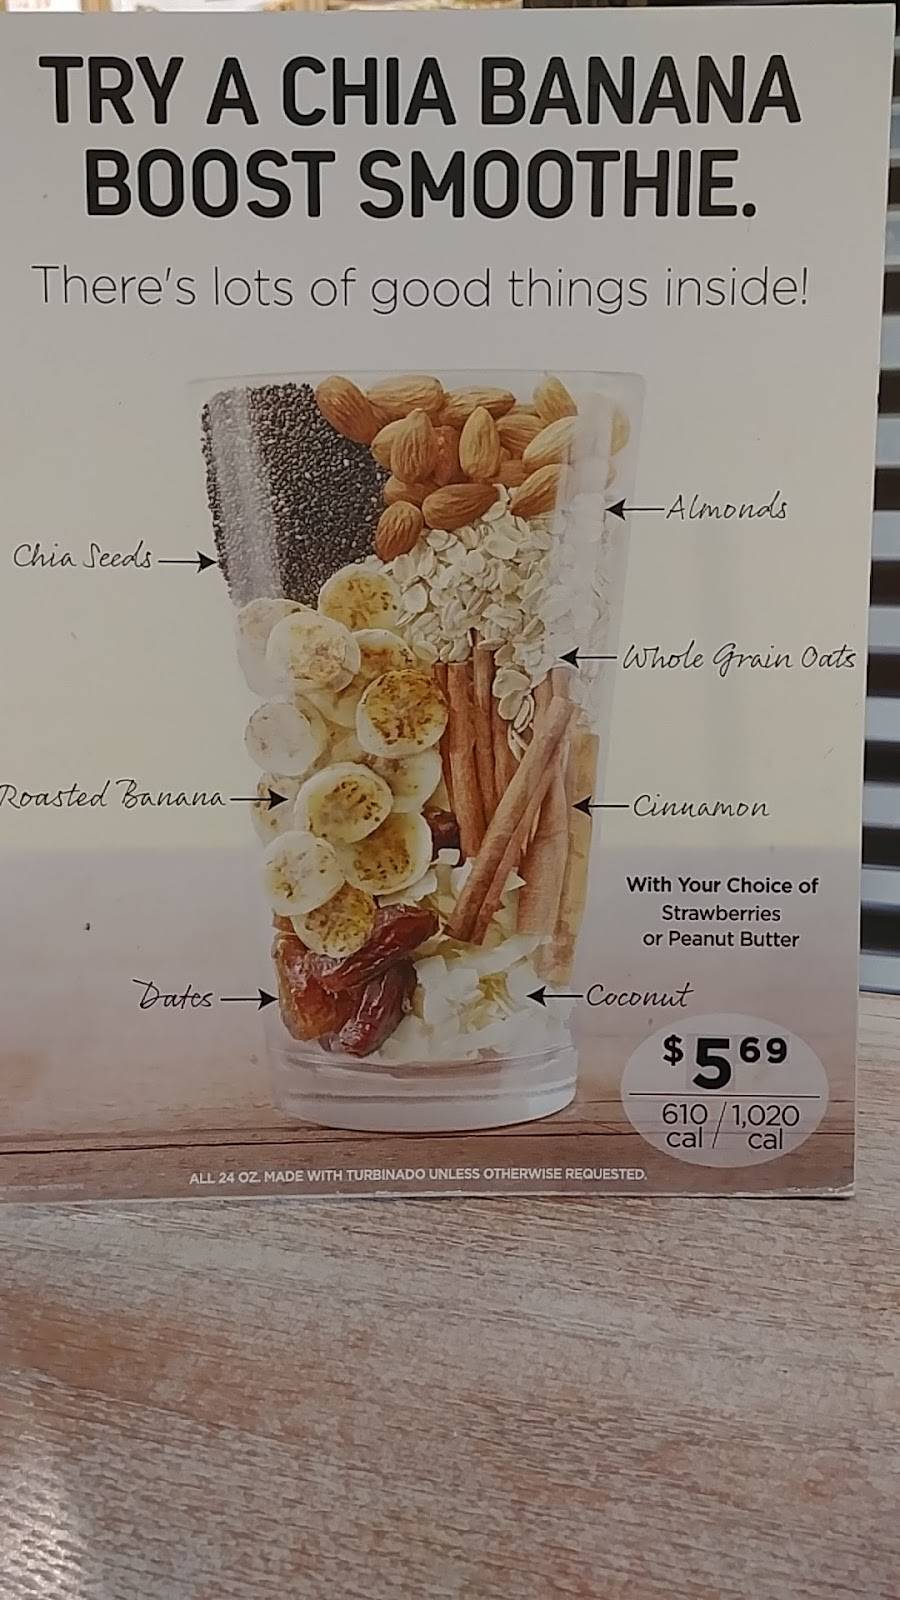 TRY A CHIA BANANA
BOOST SMOOTHIE.
There's lots of good things inside!
Almonds
Chia Seeds
Whole Grain Oats
Roasted Banana
Cinnamon
With Your Choice of
Strawberries
or Peanut Butter
Dates
Coconut
$5 69
610 cal / 1,020 cal
ALL 24 OZ. MADE WITH TURBINADO UNLESS OTHERWISE REQUESTED.